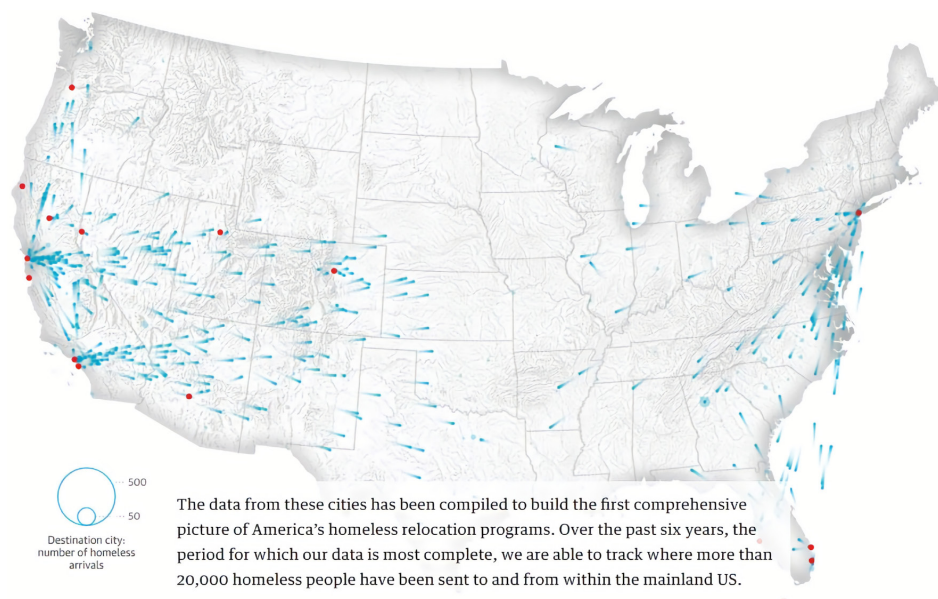 500
50
Destination city:
number of homeless
arrivals
The data from these cities has been compiled to build the first comprehensive
picture of America's homeless relocation programs. Over the past six years, the
period for which our data is most complete, we are able to track where more than
20,000 homeless people have been sent to and from within the mainland US.